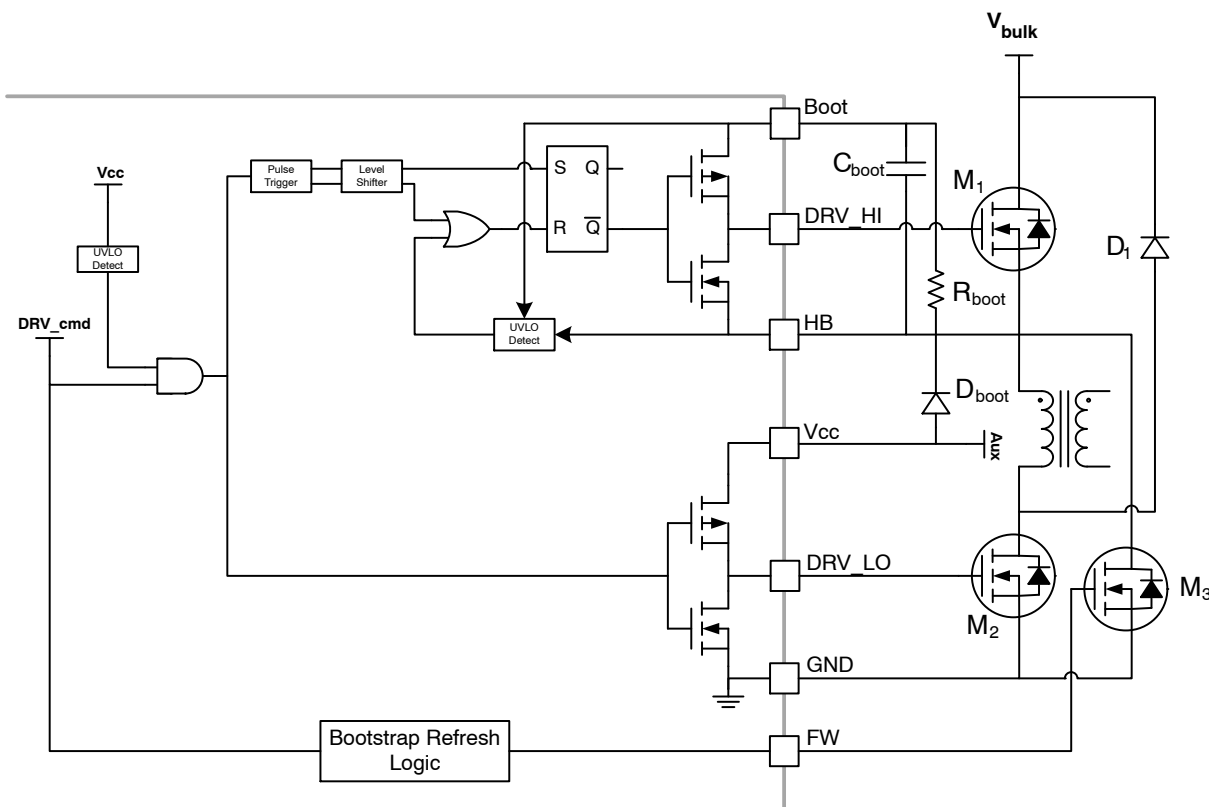 Vbulk
Boot
Cboot
M1
D1
Vcc
Pulse
Trigger
Level
Shifter
S Q
R Q̅
DRV_HI
Rboot
UVLO
Detect
DRV_cmd
UVLO
Detect
HB
Dboot
Vcc
Aux
DRV_LO
M2
M3
GND
Bootstrap Refresh
Logic
FW